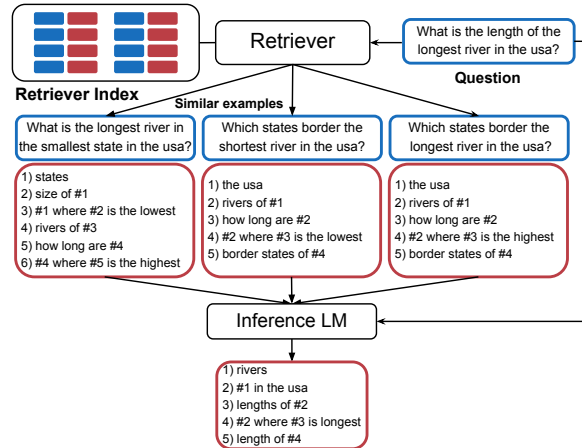 Retriever
What is the length of the
longest river in the usa?
Question
Retriever Index
Similar examples
What is the longest river in
the smallest state in the usa?
Which states border the
shortest river in the usa?
Which states border the
longest river in the usa?
1) states
2) size of #1
3) #1 where #2 is the lowest
4) rivers of #3
5) how long are #4
6) #4 where #5 is the highest
1) the usa
2) rivers of #1
3) how long are #2
4) #2 where #3 is the lowest
5) border states of #4
1) the usa
2) rivers of #1
3) how long are #2
4) #2 where #3 is the highest
5) border states of #4
Inference LM
1) rivers
2) #1 in the usa
3) lengths of #2
4) #2 where #3 is longest
5) length of #4